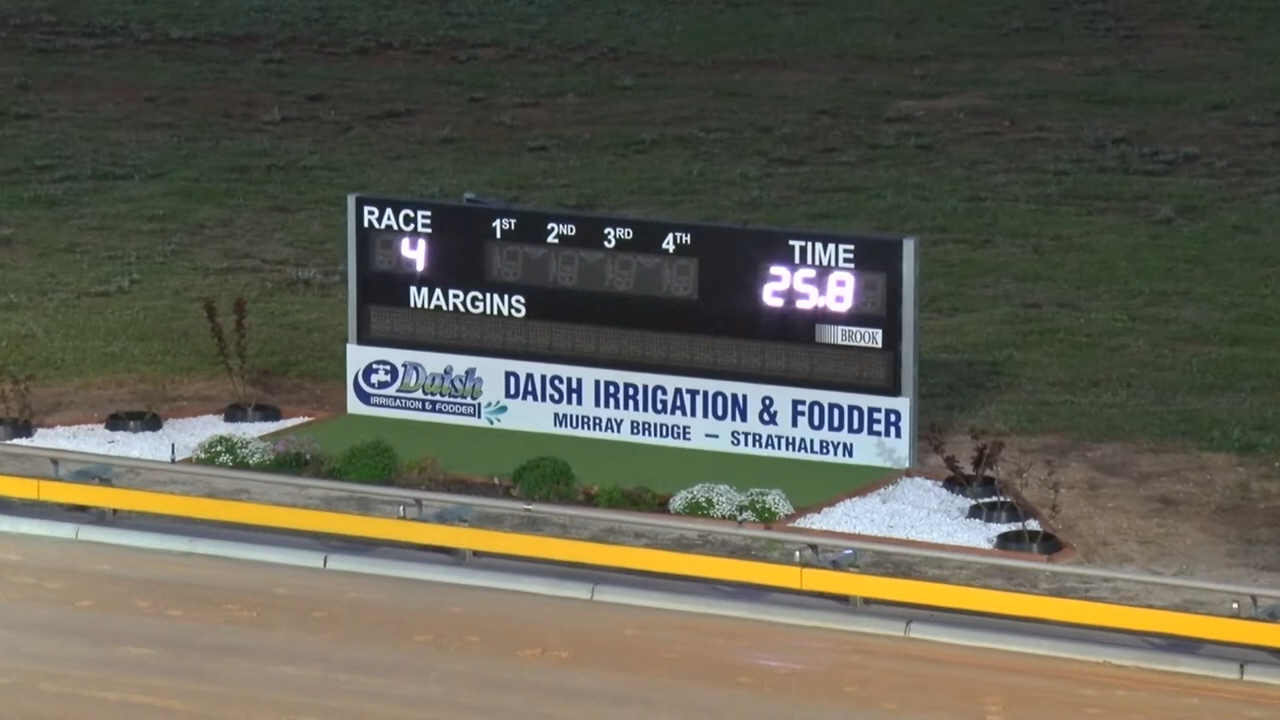 RACE 1ST 2ND 3RD 4TH TIME
4 25.8
MARGINS
BROOK
Daish
IRRIGATION & FODDER
DAISH IRRIGATION & FODDER
MURRAY BRIDGE — STRATHALBYN